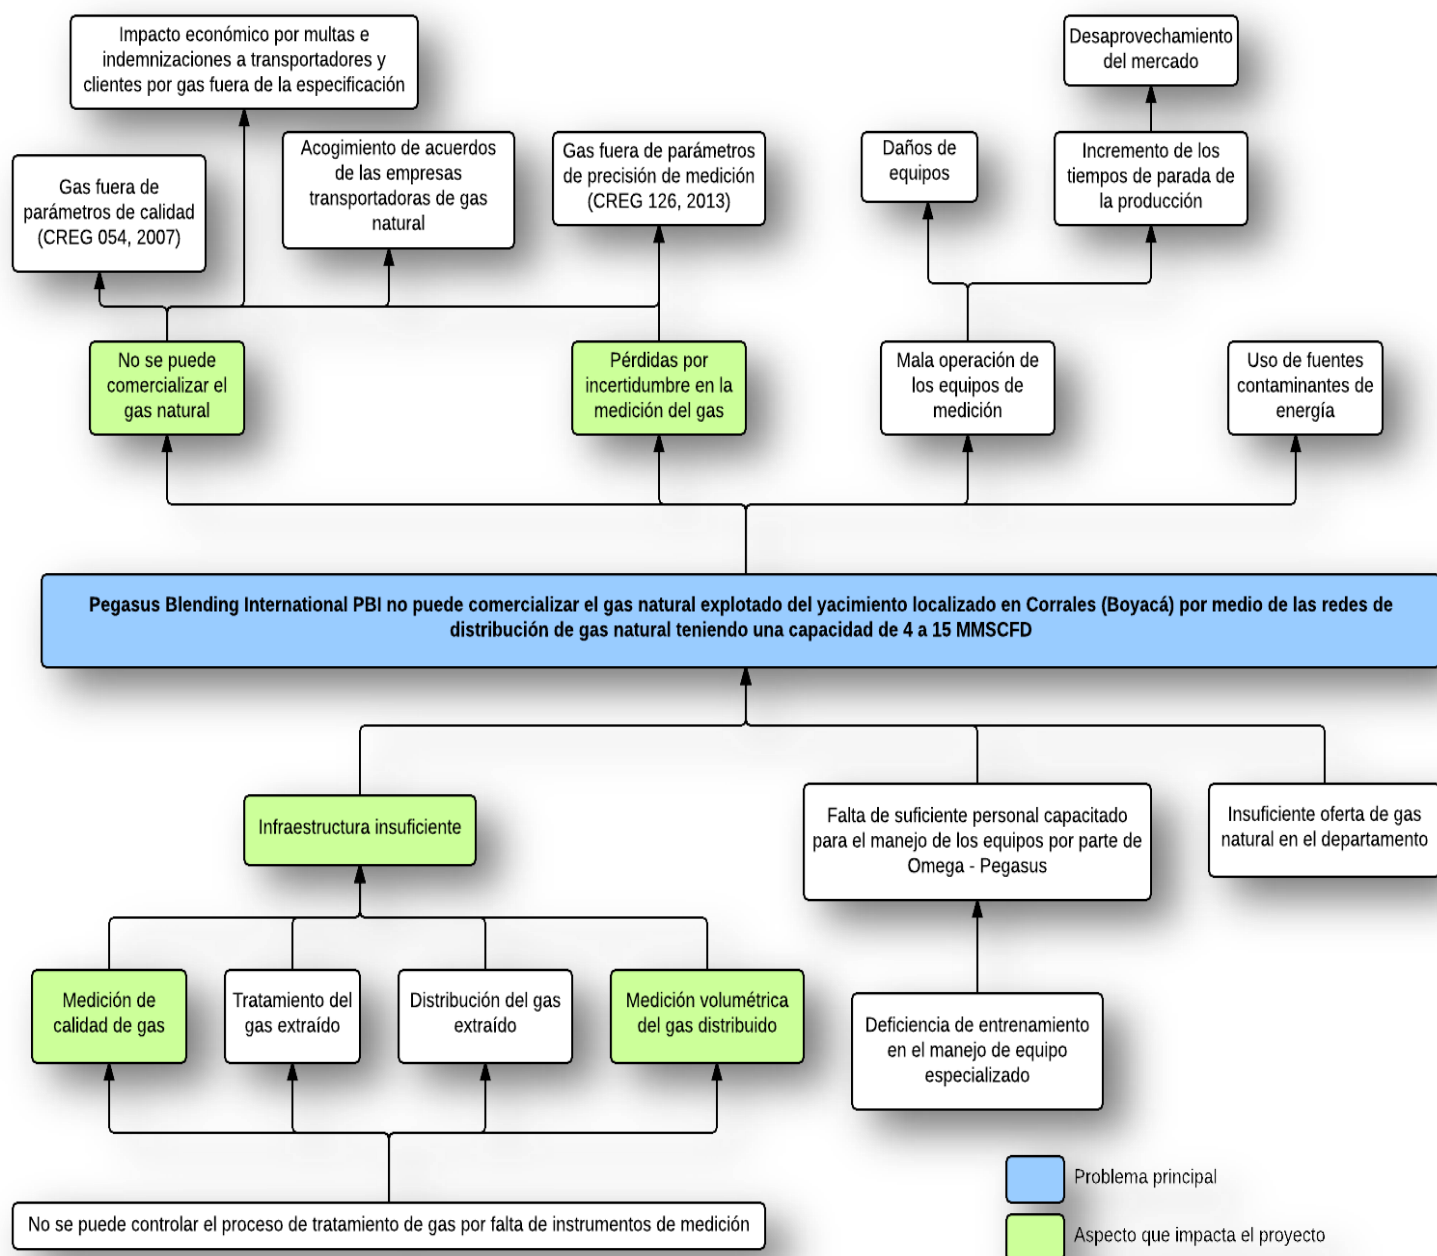 Impacto económico por multas e
indemnizaciones a transportadores y
clientes por gas fuera de la especificación
Desaprovechamiento
del mercado
Gas fuera de
parámetros de calidad
(CREG 054, 2007)
Acogimiento de acuerdos
de las empresas
transportadoras de gas
natural
Gas fuera de parámetros
de precisión de medición
(CREG 126, 2013)
Daños de
equipos
Incremento de los
tiempos de parada de
la producción
No se puede
comercializar el
gas natural
Pérdidas por
incertidumbre en la
medición del gas
Mala operación de
los equipos de
medición
Uso de fuentes
contaminantes de
energía
Pegasus Blending International PBI no puede comercializar el gas natural explotado del yacimiento localizado en Corrales (Boyacá) por medio de las redes de
distribución de gas natural teniendo una capacidad de 4 a 15 MMSCFD
Infraestructura insuficiente
Falta de suficiente personal capacitado
para el manejo de los equipos por parte de
Omega - Pegasus
Insuficiente oferta de gas
natural en el departamento
Medición de
calidad de gas
Tratamiento del
gas extraído
Distribución del gas
extraído
Medición volumétrica
del gas distribuido
Deficiencia de entrenamiento
en el manejo de equipo
especializado
No se puede controlar el proceso de tratamiento de gas por falta de instrumentos de medición
Problema principal
Aspecto que impacta el proyecto